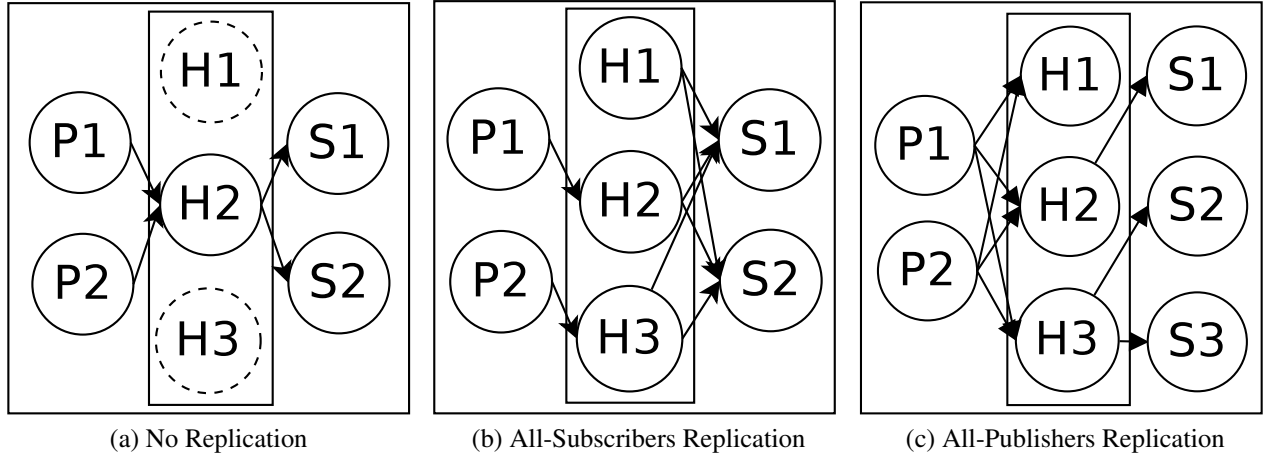 H1
P1
H2
S1
P2
S2
H3
(a) No Replication
H1
P1
H2
S1
P2
H3
S2
(b) All-Subscribers Replication
H1
S1
P1
H2
S2
P2
H3
S3
(c) All-Publishers Replication